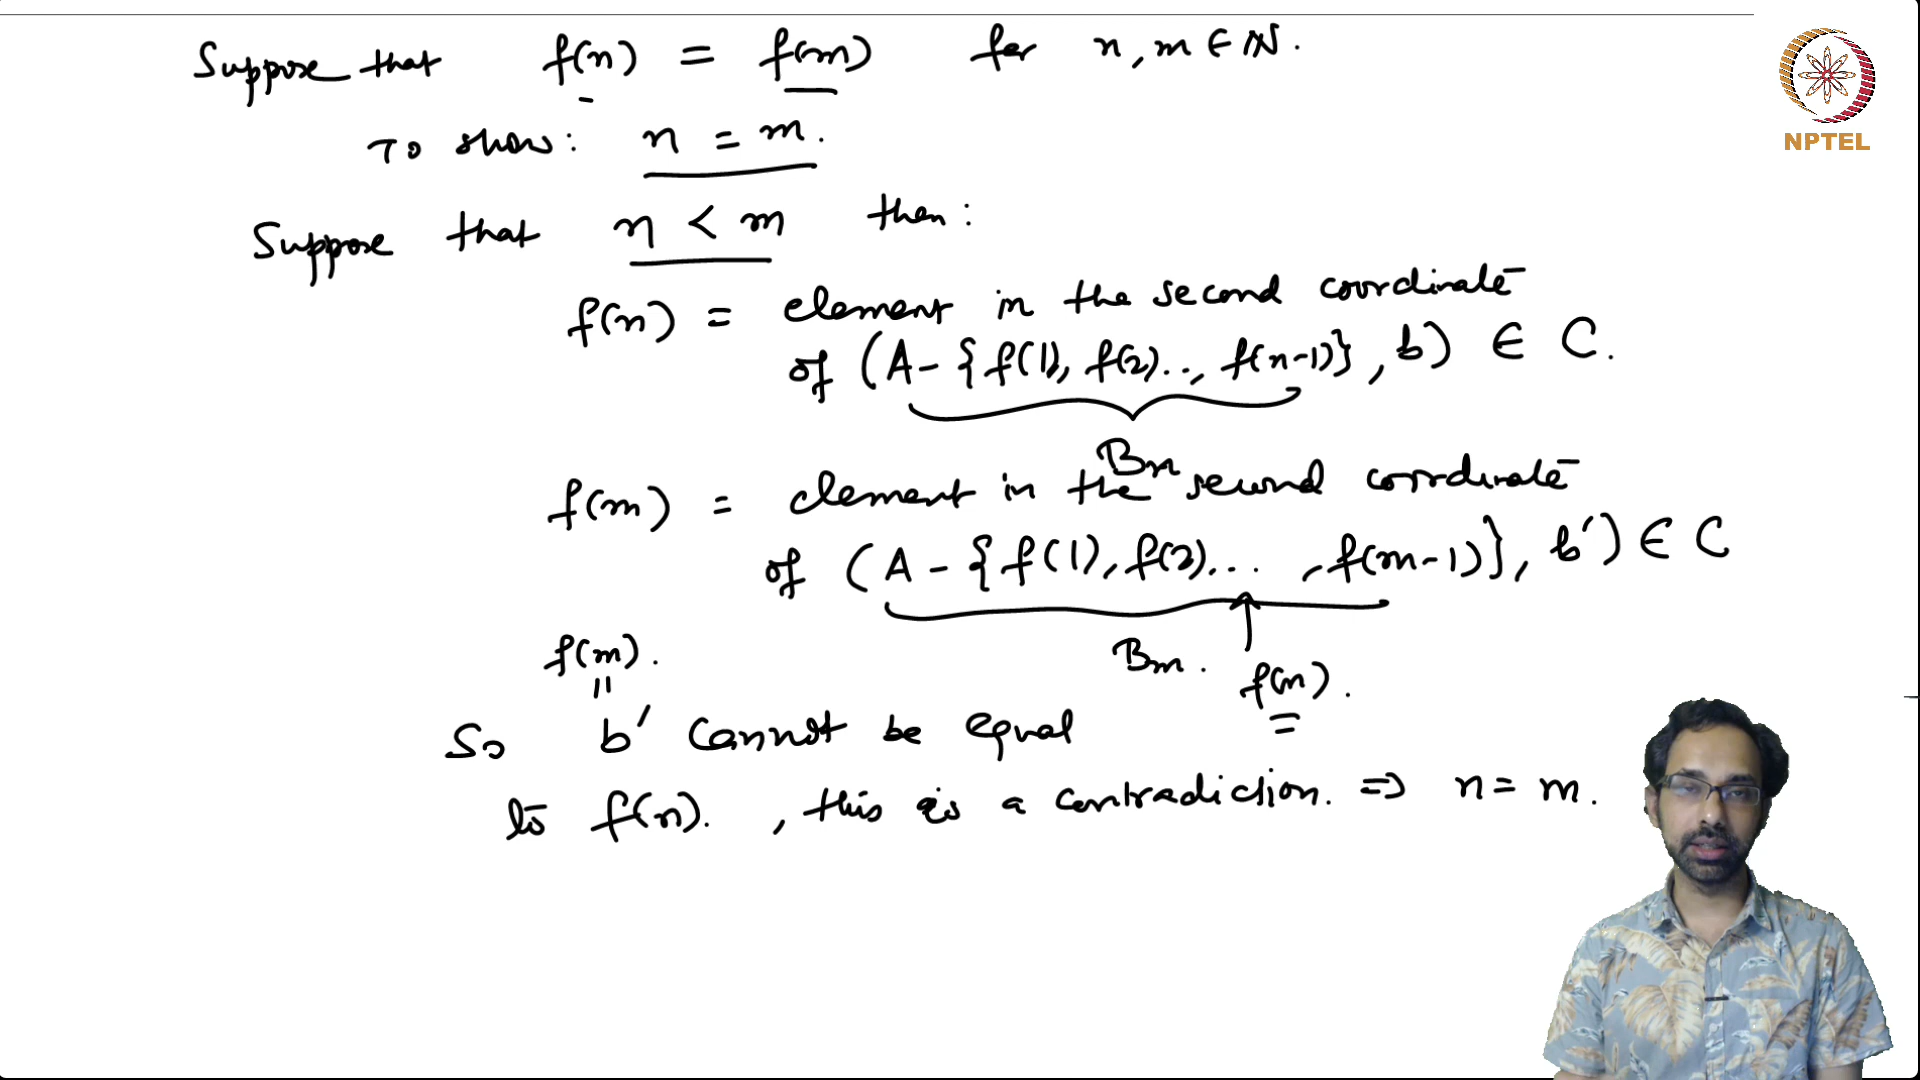 Suppose that f(n) = f(m) for n, m ∈ ℕ.
NPTEL
To show: n = m.
Suppose that n < m then:
f(n) = element in the second coordinate
of (A - {f(1), f(2).., f(n-1)}, b) ∈ C.
Bn
f(m) = element in the second coordinate
of (A - {f(1), f(2)... , f(m-1)}, b') ∈ C
Bm. f(n).
f(m).
=
So b' cannot be equal
to f(n). , this is a contradiction. ⇒ n = m.